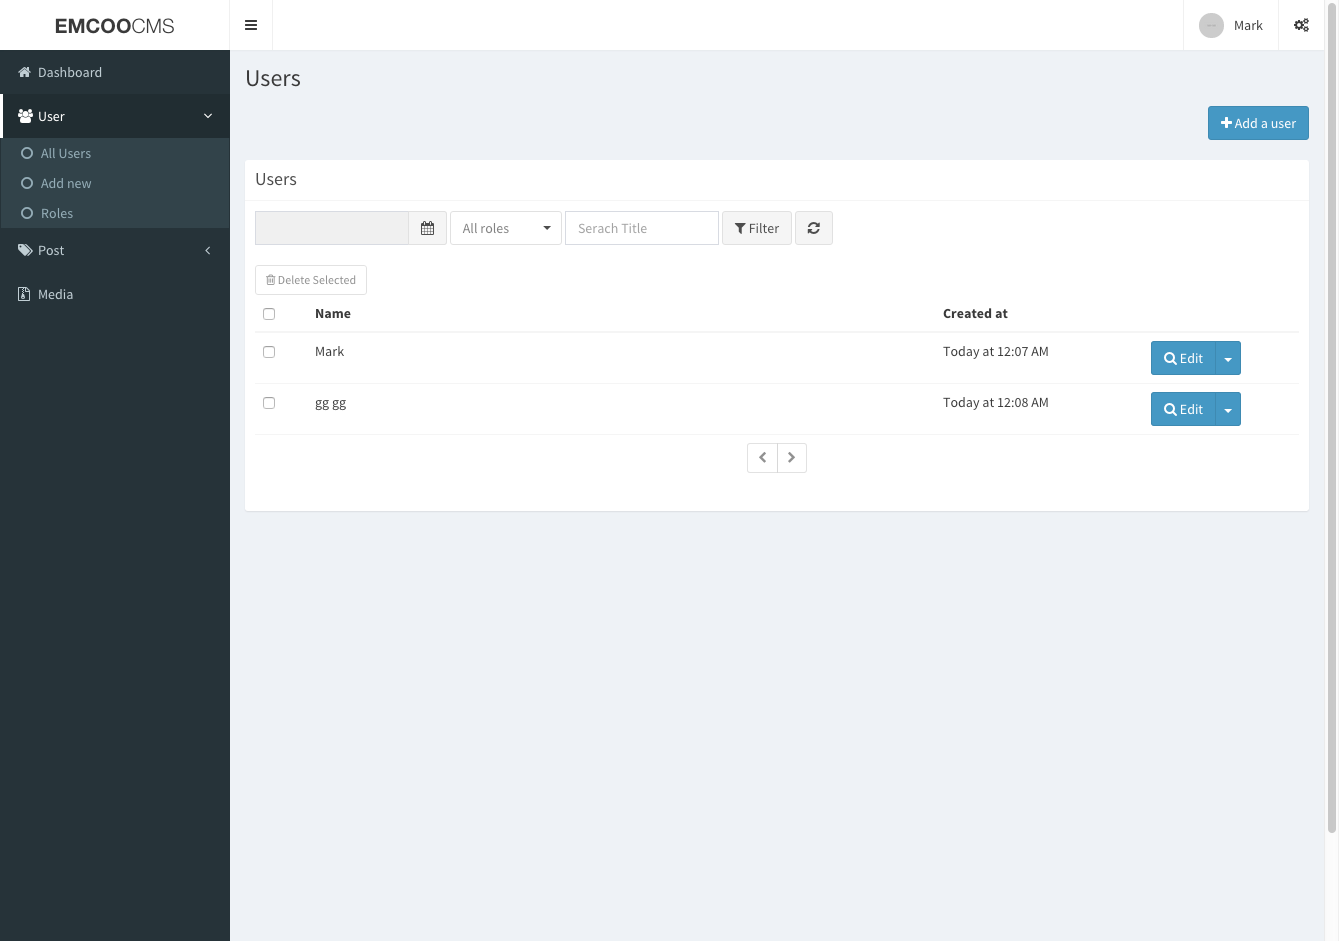 EMCOOCMS
Mark
Dashboard
User
All Users
Add new
Roles
Post
Media
Users
Add a user
Users
All roles
Serach Title
Filter
Delete Selected
Name Created at
Mark Today at 12:07 AM Edit
gg gg Today at 12:08 AM Edit